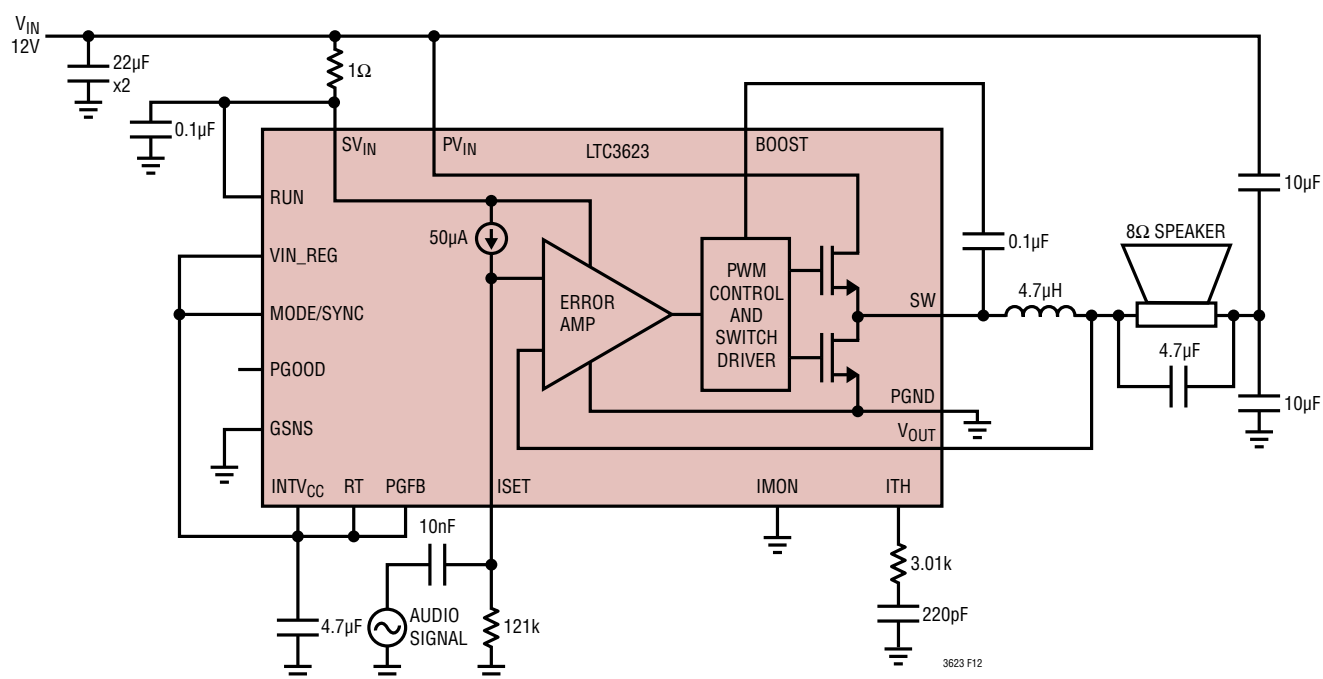 VIN
12V
22µF
x2
1Ω
0.1µF
SVIN
PVIN
LTC3623
BOOST
10µF
RUN
50µA
0.1µF
8Ω SPEAKER
VIN_REG
PWM
CONTROL
AND
SWITCH
DRIVER
ERROR
AMP
SW
4.7µH
MODE/SYNC
4.7µF
PGOOD
PGND
10µF
GSNS
VOUT
INTVCC
RT
PGFB
ISET
IMON
ITH
10nF
3.01k
4.7µF
AUDIO
SIGNAL
121k
220pF
3623 F12